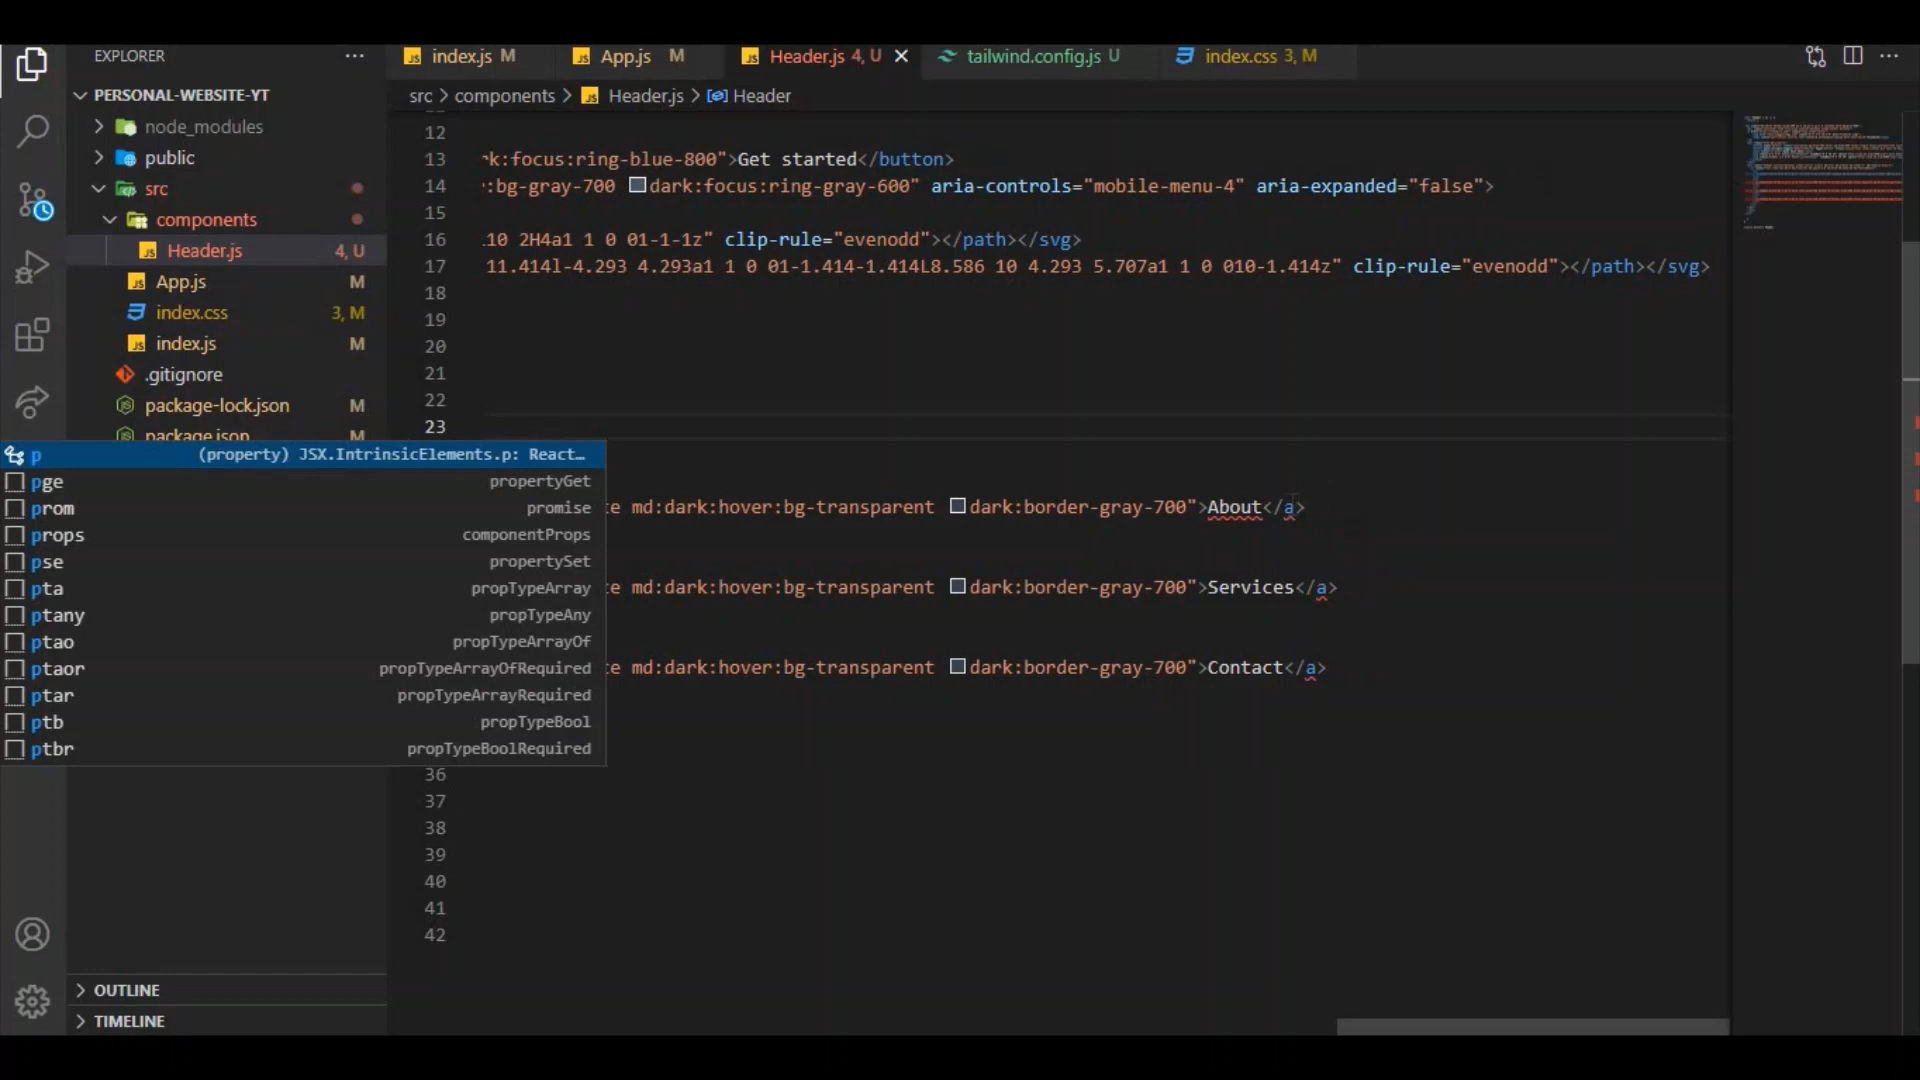 EXPLORER
index.js M
App.js M
Header.js 4, U
tailwind.config.js U
index.css 3, M
PERSONAL-WEBSITE-YT
src > components > Header.js > Header
node_modules
public
src
components
Header.js 4, U
App.js M
index.css 3, M
index.js M
.gitignore
package-lock.json M
package.json M
12
13 k:focus:ring-blue-800">Get started</button>
14 :bg-gray-700 dark:focus:ring-gray-600" aria-controls="mobile-menu-4" aria-expanded="false">
15
16 .10 2H4a1 1 0 01-1-1z" clip-rule="evenodd"></path></svg>
17 11.414l-4.293 4.293a1 1 0 01-1.414-1.414L8.586 10 4.293 5.707a1 1 0 010-1.414z" clip-rule="evenodd"></path></svg>
18
19
20
21
22
23
p (property) JSX.IntrinsicElements.p: React…
pge propertyGet
prom promise
props componentProps
pse propertySet
pta propTypeArray
ptany propTypeAny
ptao propTypeArrayOf
ptaor propTypeArrayOfRequired
ptar propTypeArrayRequired
ptb propTypeBool
ptbr propTypeBoolRequired
te md:dark:hover:bg-transparent dark:border-gray-700">About</a>
te md:dark:hover:bg-transparent dark:border-gray-700">Services</a>
te md:dark:hover:bg-transparent dark:border-gray-700">Contact</a>
36
37
38
39
40
41
42
OUTLINE
TIMELINE